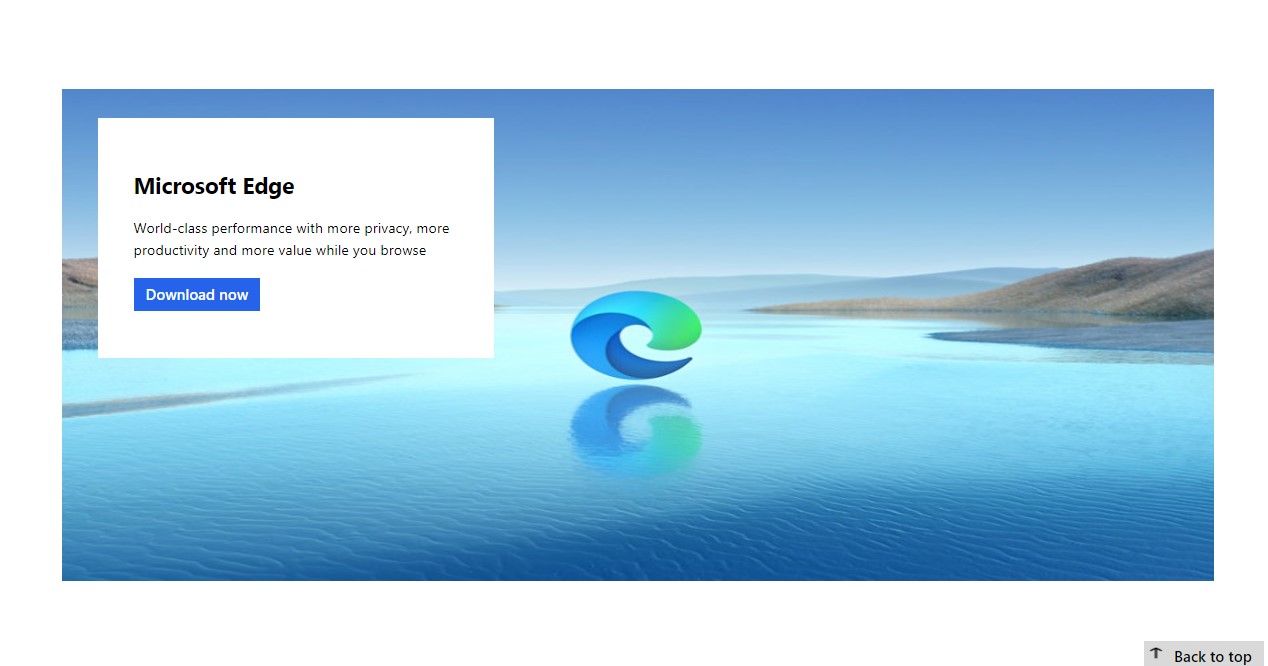 Microsoft Edge
World-class performance with more privacy, more
productivity and more value while you browse
Download now
Back to top